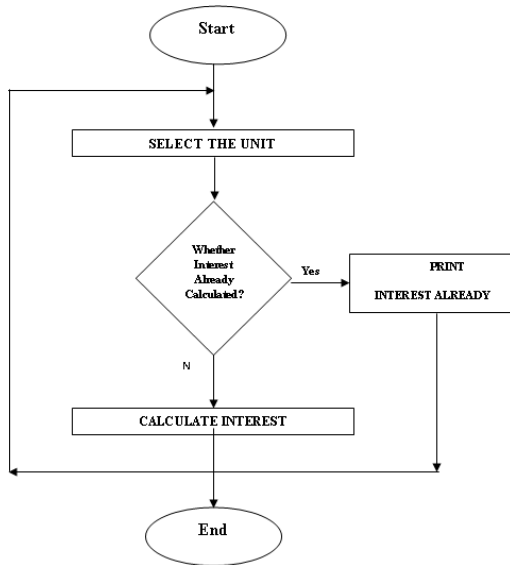 Start
SELECT THE UNIT
Whether
Interest
Already
Calculated?
Yes
PRINT
INTEREST ALREADY
N
CALCULATE INTEREST
End